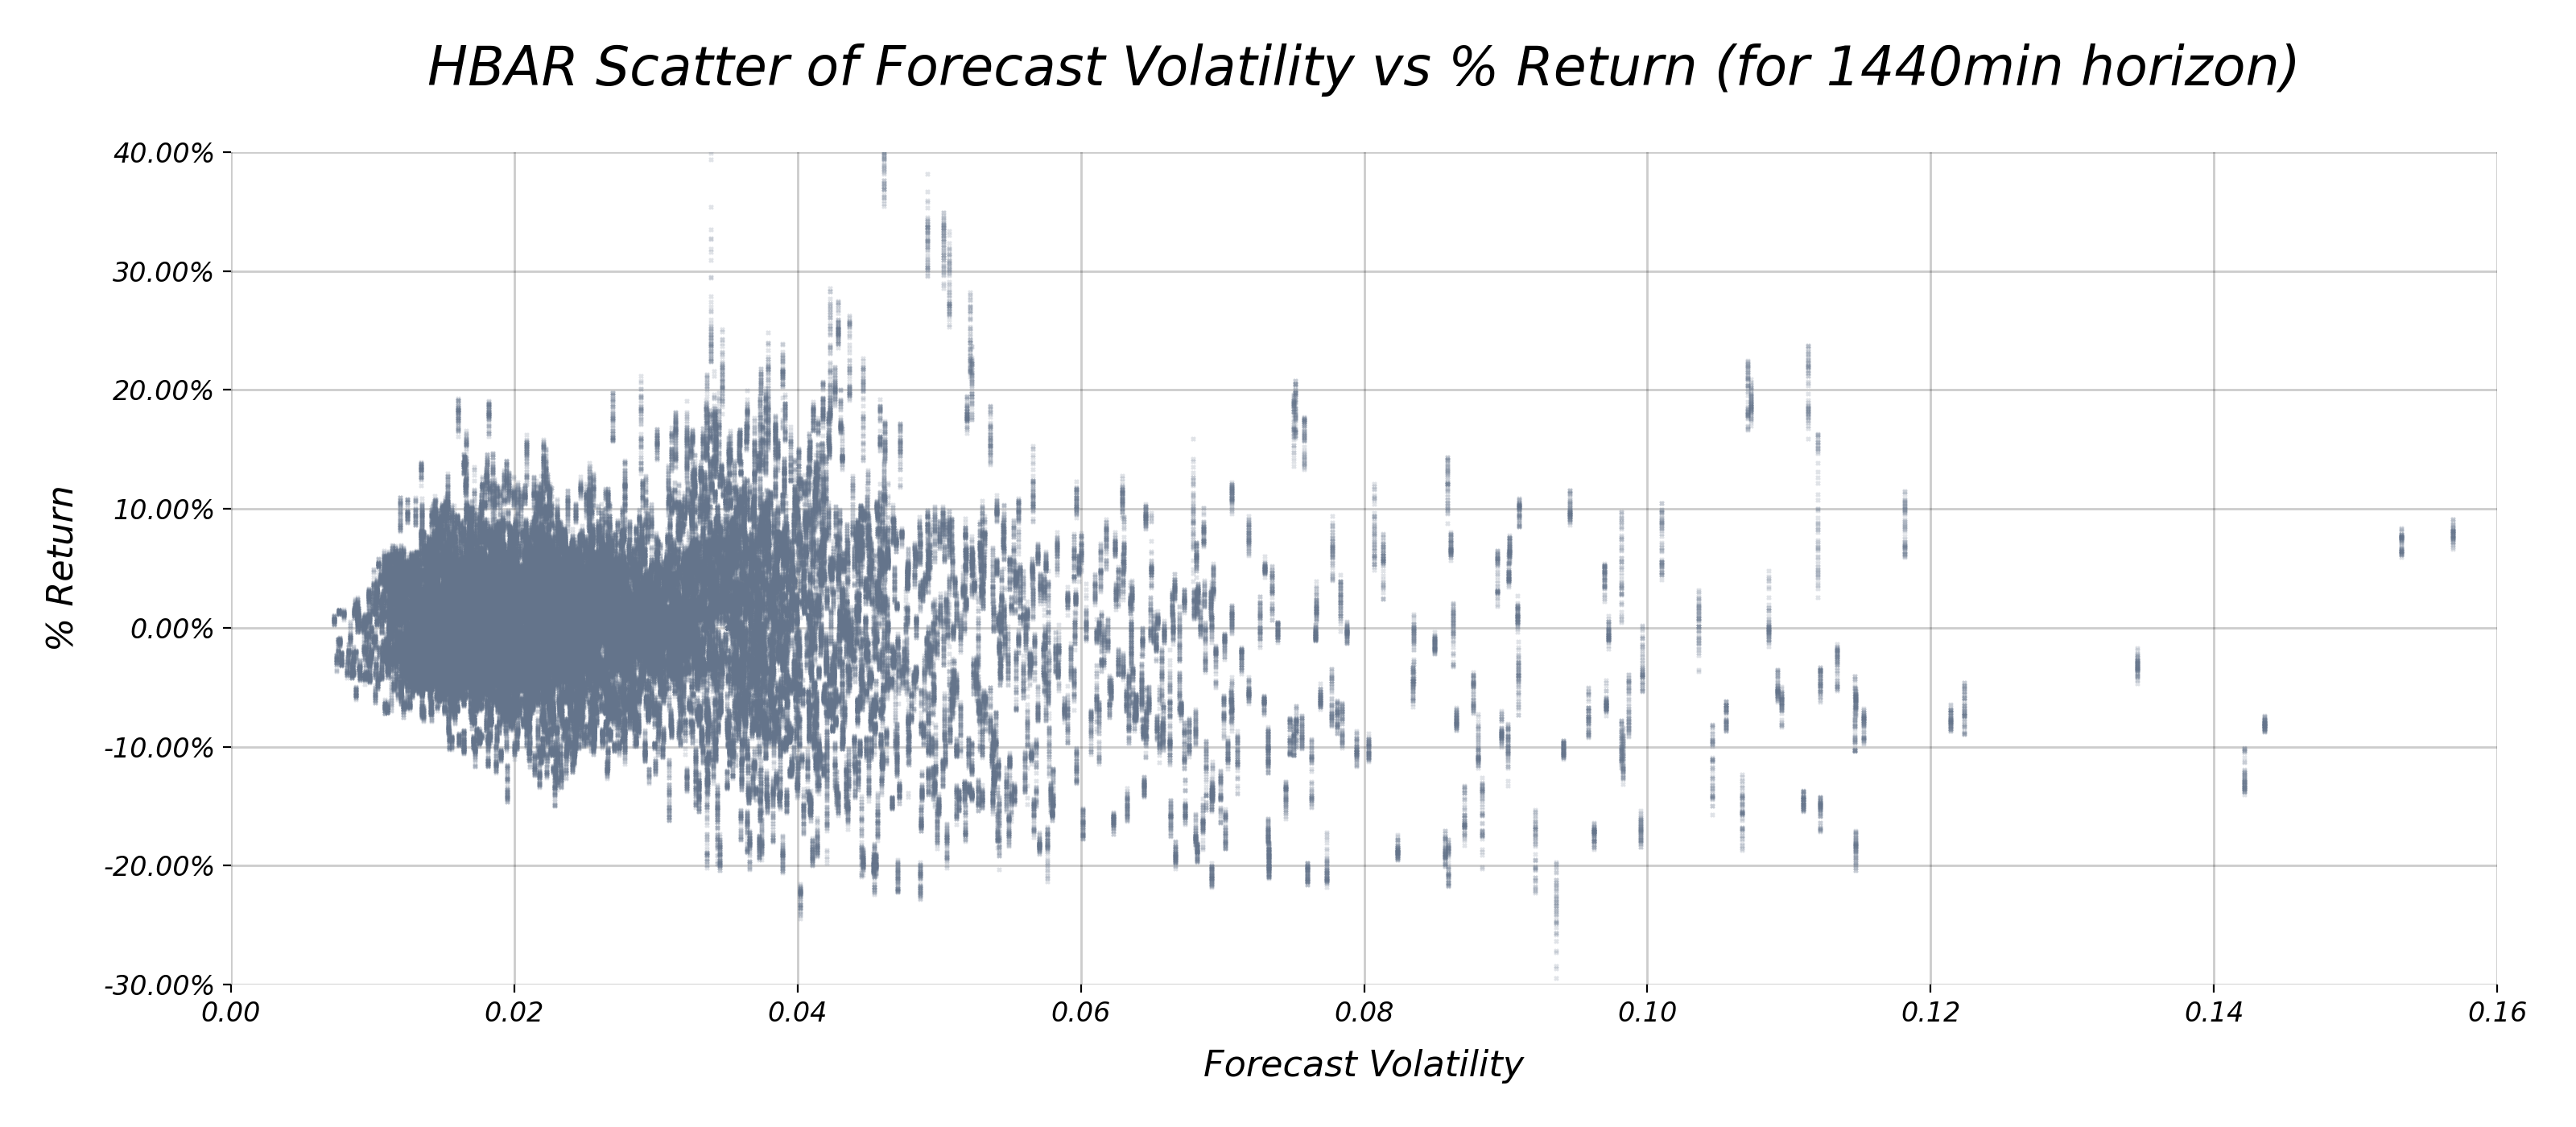 HBAR Scatter of Forecast Volatility vs % Return (for 1440min horizon)
40.00%
30.00%
20.00%
10.00%
0.00%
-10.00%
-20.00%
-30.00%
% Return
0.00 0.02 0.04 0.06 0.08 0.10 0.12 0.14 0.16
Forecast Volatility